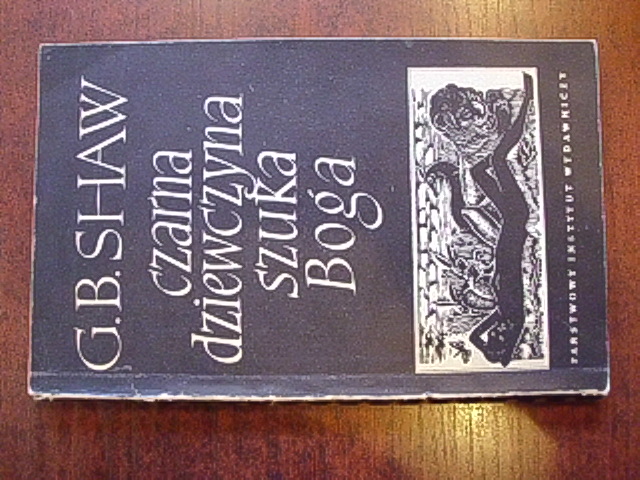 G.B. SHAW
czarna
dziewczyna
szuka
Boga
PAŃSTWOWY INSTYTUT WYDAWNICZY